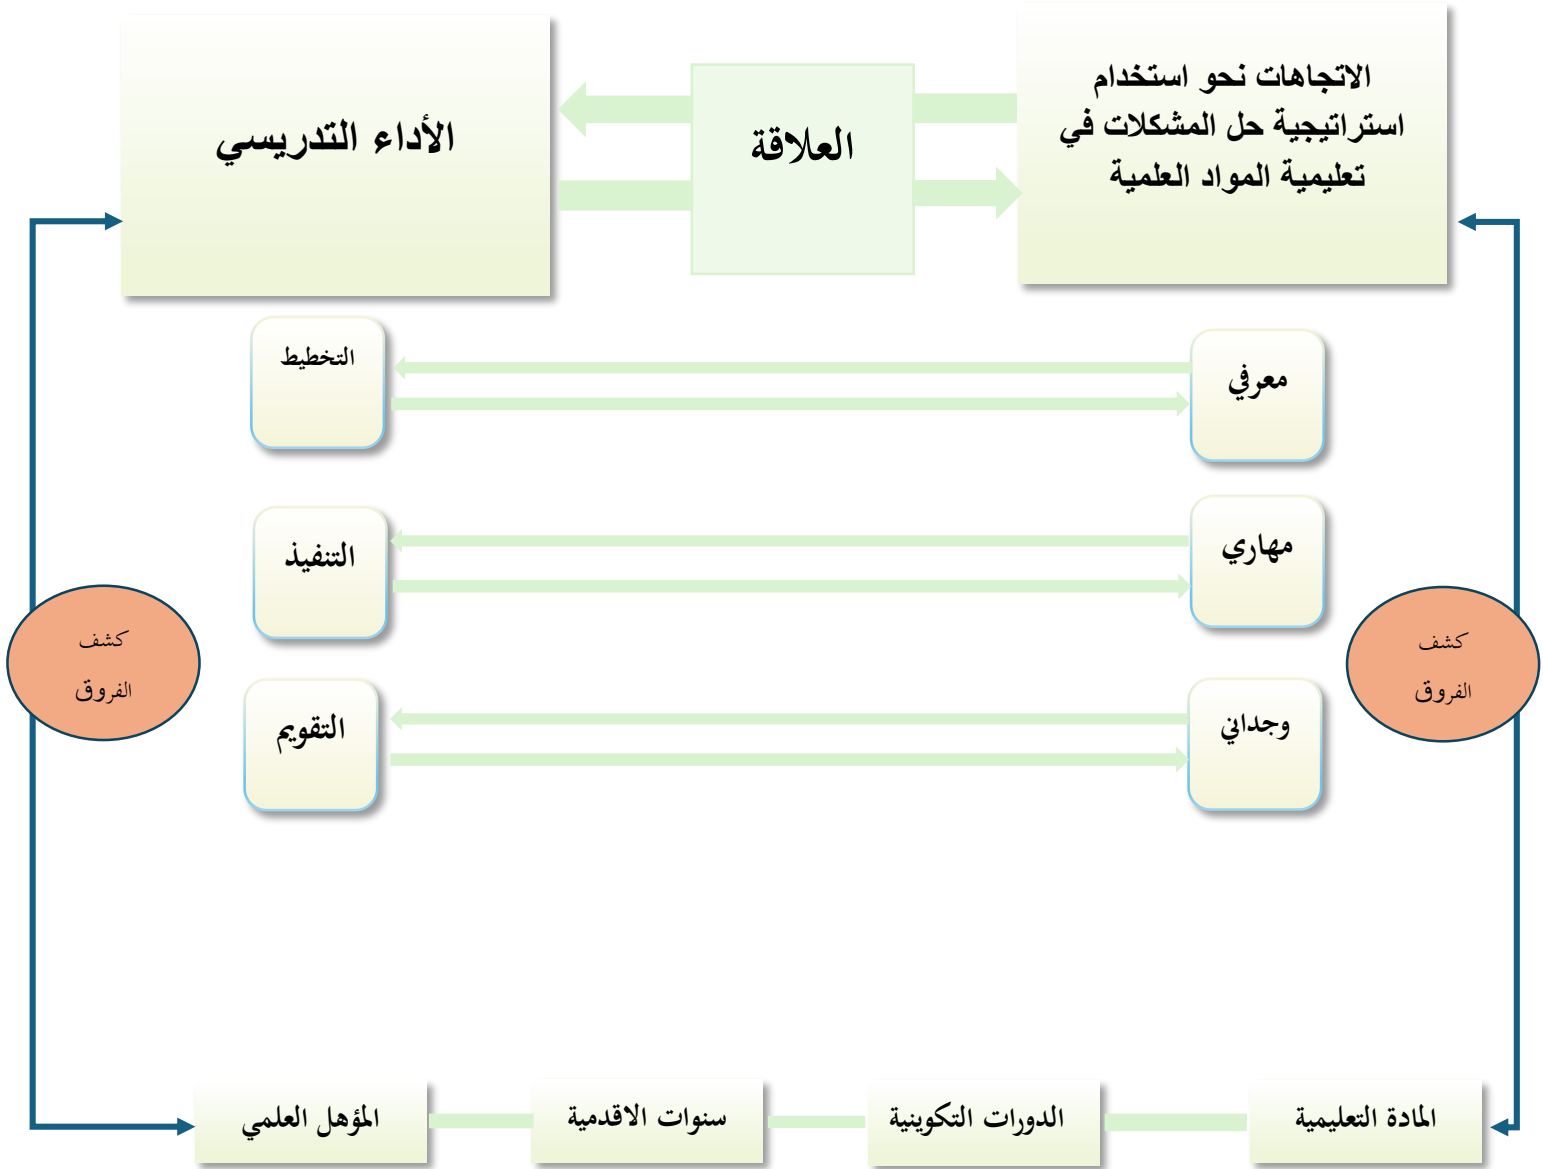 الاتجاهات نحو استخدام
استراتيجية حل المشكلات في
تعليمية المواد العلمية
العلاقة
الأداء التدريسي
معرفي
التخطيط
مهاري
التنفيذ
وجداني
التقويم
كشف
الفروق
كشف
الفروق
المادة التعليمية
الدورات التكوينية
سنوات الاقدمية
المؤهل العلمي